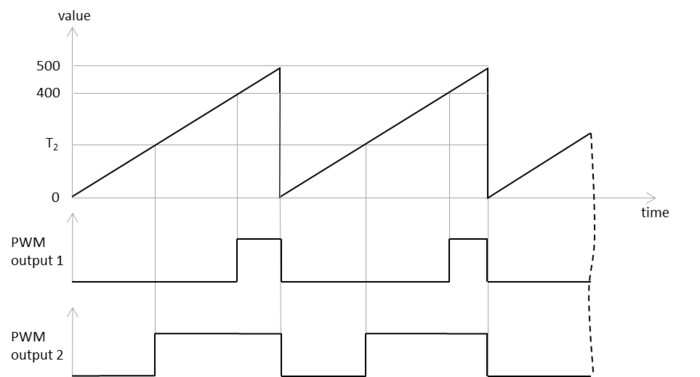 value
500
400
T₂
0
time
PWM
output 1
PWM
output 2